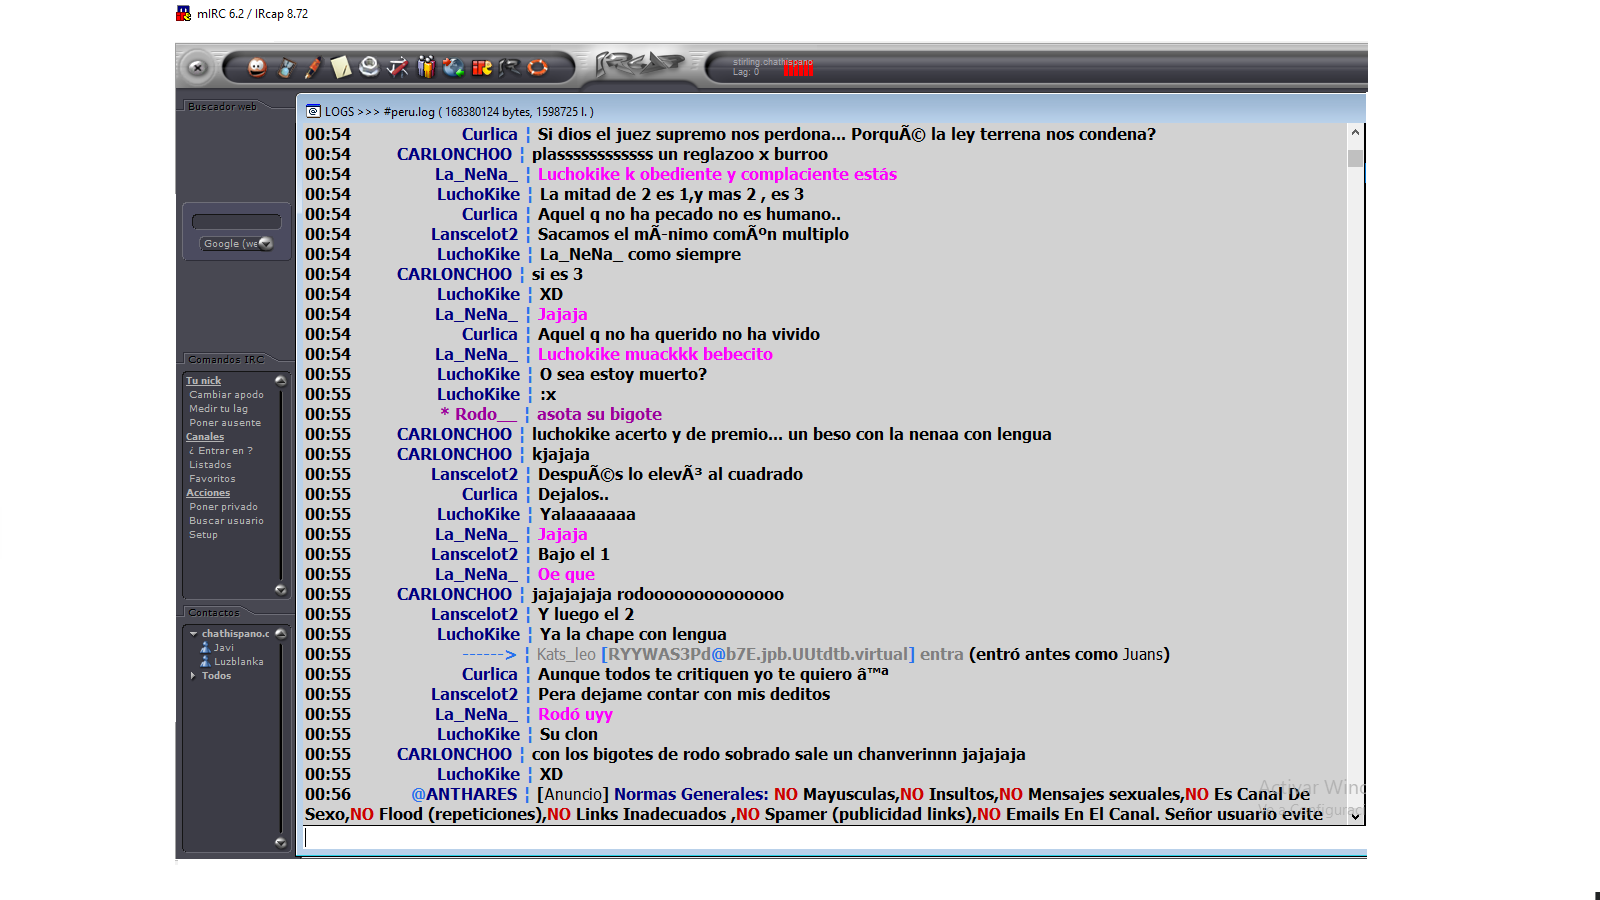 mIRC 6.2 / IRcap 8.72
stirling.chathispano
Lag: 0
Buscador web
Google (we
Comandos IRC
Tu nick
Cambiar apodo
Medir tu lag
Poner ausente
Canales
¿ Entrar en ?
Listados
Favoritos
Acciones
Poner privado
Buscar usuario
Setup
Contactos
chathispano.c
Javi
Luzblanka
Todos
LOGS >>> #peru.log ( 168380124 bytes, 1598725 l. )
00:54 Curlica ¦ Si dios el juez supremo nos perdona... PorquÃ© la ley terrena nos condena?
00:54 CARLONCHOO ¦ plassssssssssss un reglazoo x burroo
00:54 La_NeNa_ ¦ Luchokike k obediente y complaciente estás
00:54 LuchoKike ¦ La mitad de 2 es 1,y mas 2 , es 3
00:54 Curlica ¦ Aquel q no ha pecado no es humano..
00:54 Lanscelot2 ¦ Sacamos el mÃ-nimo comÃºn multiplo
00:54 LuchoKike ¦ La_NeNa_ como siempre
00:54 CARLONCHOO ¦ si es 3
00:54 LuchoKike ¦ XD
00:54 La_NeNa_ ¦ Jajaja
00:54 Curlica ¦ Aquel q no ha querido no ha vivido
00:54 La_NeNa_ ¦ Luchokike muackkk bebecito
00:55 LuchoKike ¦ O sea estoy muerto?
00:55 LuchoKike ¦ :x
00:55 * Rodo__ ¦ asota su bigote
00:55 CARLONCHOO ¦ luchokike acerto y de premio... un beso con la nenaa con lengua
00:55 CARLONCHOO ¦ kjajaja
00:55 Lanscelot2 ¦ DespuÃ©s lo elevÃ³ al cuadrado
00:55 Curlica ¦ Dejalos..
00:55 LuchoKike ¦ Yalaaaaaaa
00:55 La_NeNa_ ¦ Jajaja
00:55 Lanscelot2 ¦ Bajo el 1
00:55 La_NeNa_ ¦ Oe que
00:55 CARLONCHOO ¦ jajajajaja rodoooooooooooooo
00:55 Lanscelot2 ¦ Y luego el 2
00:55 LuchoKike ¦ Ya la chape con lengua
00:55 ------> ¦ Kats_leo [RYYWAS3Pd@b7E.jpb.UUtdtb.virtual] entra (entró antes como Juans)
00:55 Curlica ¦ Aunque todos te critiquen yo te quiero â™ª
00:55 Lanscelot2 ¦ Pera dejame contar con mis deditos
00:55 La_NeNa_ ¦ Rodó uyy
00:55 LuchoKike ¦ Su clon
00:55 CARLONCHOO ¦ con los bigotes de rodo sobrado sale un chanverinnn jajajaja
00:55 LuchoKike ¦ XD
00:56 @ANTHARES ¦ [Anuncio] Normas Generales: NO Mayusculas,NO Insultos,NO Mensajes sexuales,NO Es Canal De
Sexo,NO Flood (repeticiones),NO Links Inadecuados ,NO Spamer (publicidad links),NO Emails En El Canal. Señor usuario evite
Activar Winc